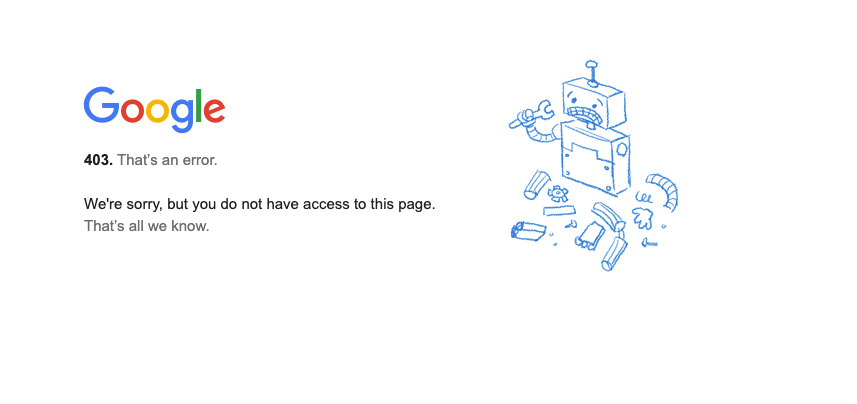 Google
403. That's an error.
We're sorry, but you do not have access to this page.
That's all we know.